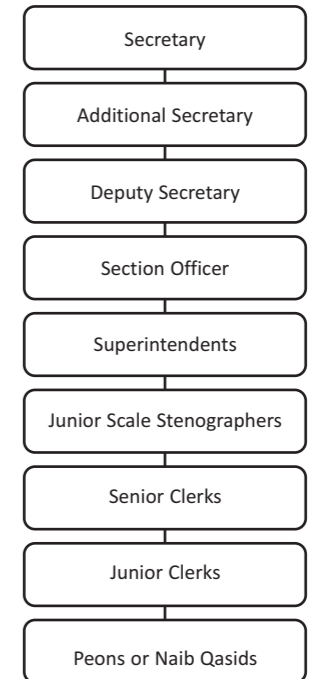 Secretary
Additional Secretary
Deputy Secretary
Section Officer
Superintendents
Junior Scale Stenographers
Senior Clerks
Junior Clerks
Peons or Naib Qasids